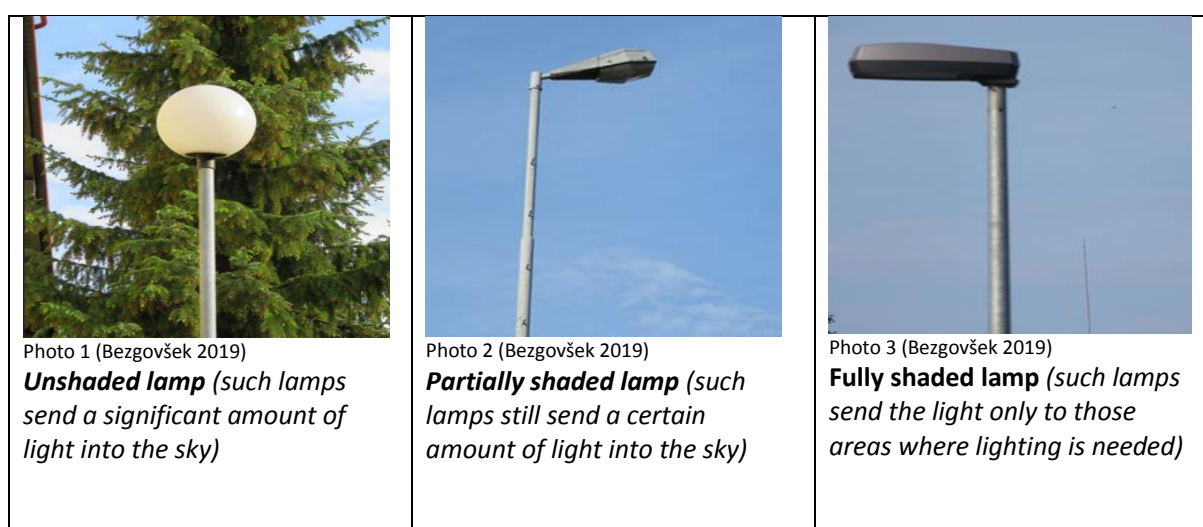 Photo 1 (Bezgovšek 2019)
Unshaded lamp (such lamps
send a significant amount of
light into the sky)
Photo 2 (Bezgovšek 2019)
Partially shaded lamp (such
lamps still send a certain
amount of light into the sky)
Photo 3 (Bezgovšek 2019)
Fully shaded lamp (such lamps
send the light only to those
areas where lighting is needed)